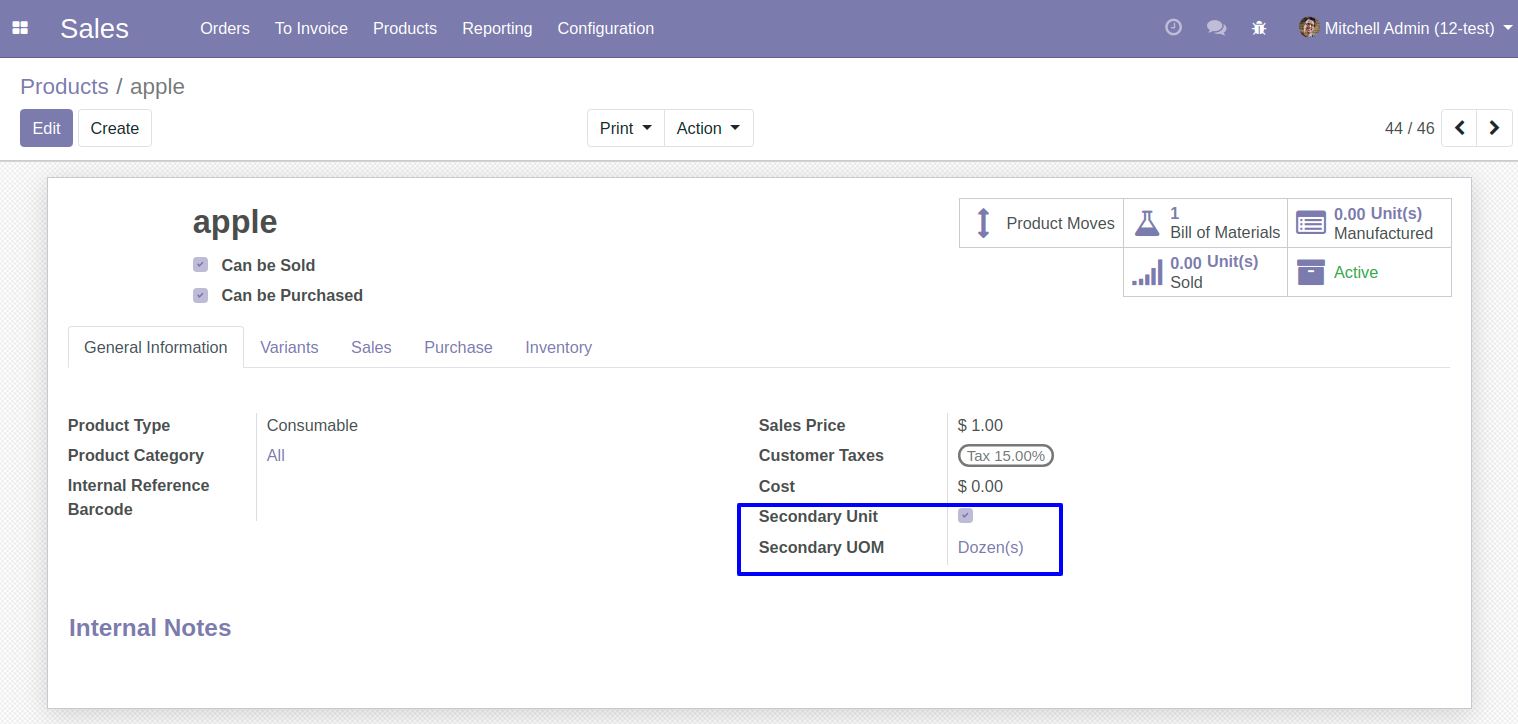 Sales Orders To Invoice Products Reporting Configuration Mitchell Admin (12-test)
Products / apple
Edit Create Print Action 44 / 46
apple
Can be Sold
Can be Purchased
Product Moves
1
Bill of Materials
0.00 Unit(s)
Manufactured
0.00 Unit(s)
Sold
Active
General Information Variants Sales Purchase Inventory
Product Type Consumable
Product Category All
Internal Reference
Barcode
Sales Price $ 1.00
Customer Taxes Tax 15.00%
Cost $ 0.00
Secondary Unit
Secondary UOM Dozen(s)
Internal Notes